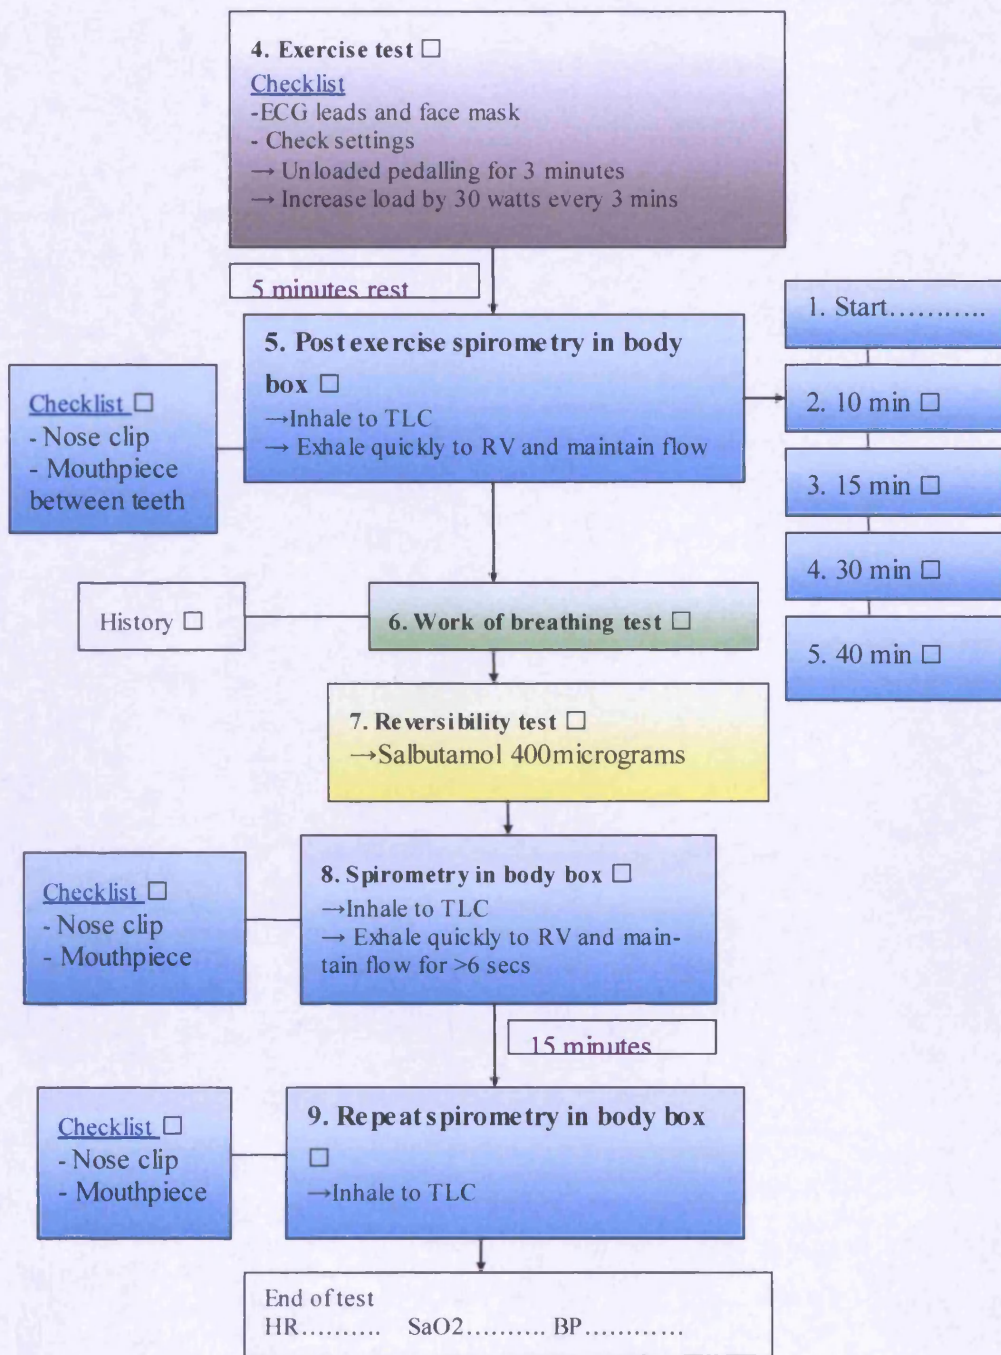 4. Exercise test ☐
Checklist
-ECG leads and face mask
- Check settings
→ Unloaded pedalling for 3 minutes
→ Increase load by 30 watts every 3 mins
5 minutes rest
5. Post exercise spirometry in body
box ☐
→Inhale to TLC
→ Exhale quickly to RV and maintain flow
Checklist ☐
- Nose clip
- Mouthpiece
between teeth
1. Start...........
2. 10 min ☐
3. 15 min ☐
4. 30 min ☐
5. 40 min ☐
History ☐
6. Work of breathing test ☐
7. Reversibility test ☐
→Salbutamol 400micrograms
Checklist ☐
- Nose clip
- Mouthpiece
8. Spirometry in body box ☐
→Inhale to TLC
→ Exhale quickly to RV and main-
tain flow for >6 secs
15 minutes
Checklist ☐
- Nose clip
- Mouthpiece
9. Repeat spirometry in body box
☐
→Inhale to TLC
End of test
HR.......... SaO2.......... BP............